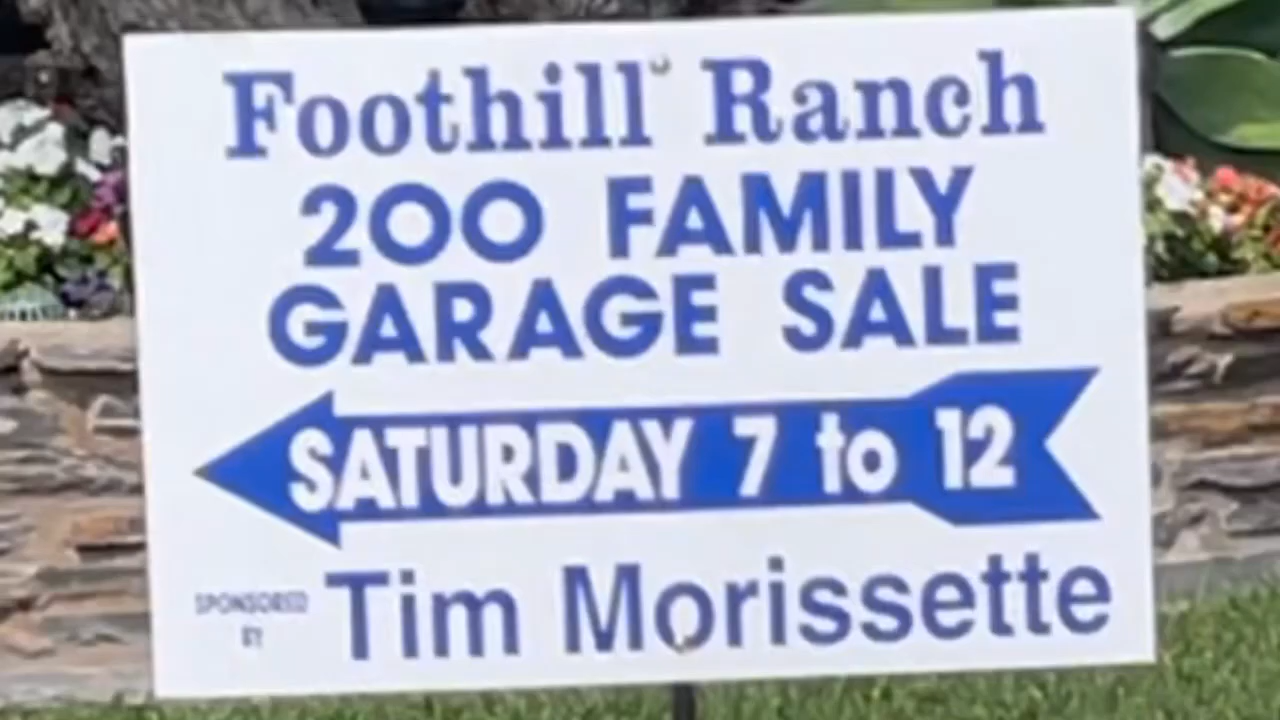 Foothill Ranch
200 FAMILY
GARAGE SALE
SATURDAY 7 to 12
SPONSORED
BY
Tim Morissette